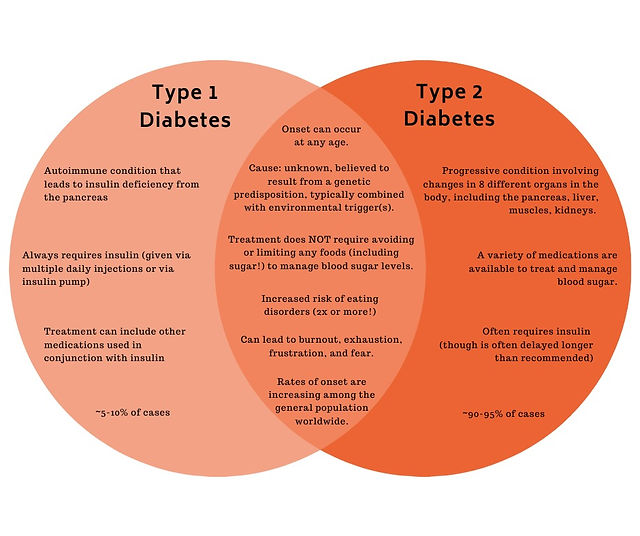 Type 1
Diabetes
Autoimmune condition that
leads to insulin deficiency from
the pancreas
Always requires insulin (given via
multiple daily injections or via
insulin pump)
Treatment can include other
medications used in
conjunction with insulin
~5-10% of cases
Onset can occur
at any age.
Cause: unknown, believed to
result from a genetic
predisposition, typically combined
with environmental trigger(s).
Treatment does NOT require avoiding
or limiting any foods (including
sugar!) to manage blood sugar levels.
Increased risk of eating
disorders (2x or more!)
Can lead to burnout, exhaustion,
frustration, and fear.
Rates of onset are
increasing among the
general population
worldwide.
Type 2
Diabetes
Progressive condition involving
changes in 8 different organs in the
body, including the pancreas, liver,
muscles, kidneys.
A variety of medications are
available to treat and manage
blood sugar.
Often requires insulin
(though is often delayed longer
than recommended)
~90-95% of cases